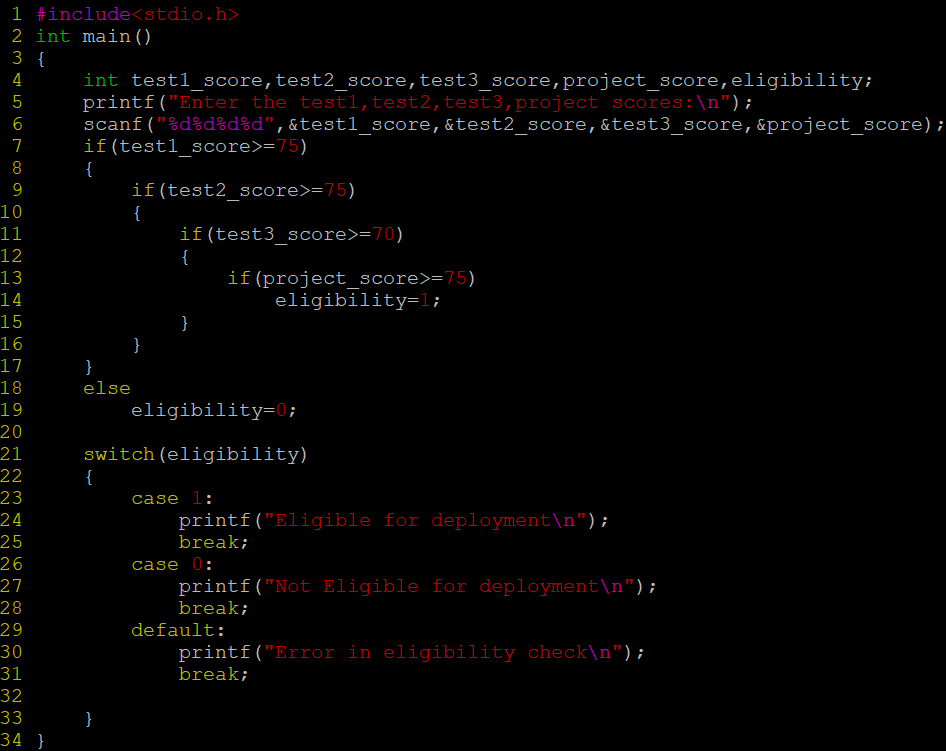 1 #include<stdio.h>
2 int main()
3 {
4     int test1_score,test2_score,test3_score,project_score,eligibility;
5     printf("Enter the test1,test2,test3,project scores:\n");
6     scanf("%d%d%d%d",&test1_score,&test2_score,&test3_score,&project_score);
7     if(test1_score>=75)
8     {
9         if(test2_score>=75)
10         {
11             if(test3_score>=70)
12             {
13                 if(project_score>=75)
14                     eligibility=1;
15             }
16         }
17     }
18     else
19         eligibility=0;
20
21     switch(eligibility)
22     {
23         case 1:
24             printf("Eligible for deployment\n");
25             break;
26         case 0:
27             printf("Not Eligible for deployment\n");
28             break;
29         default:
30             printf("Error in eligibility check\n");
31             break;
32
33     }
34 }